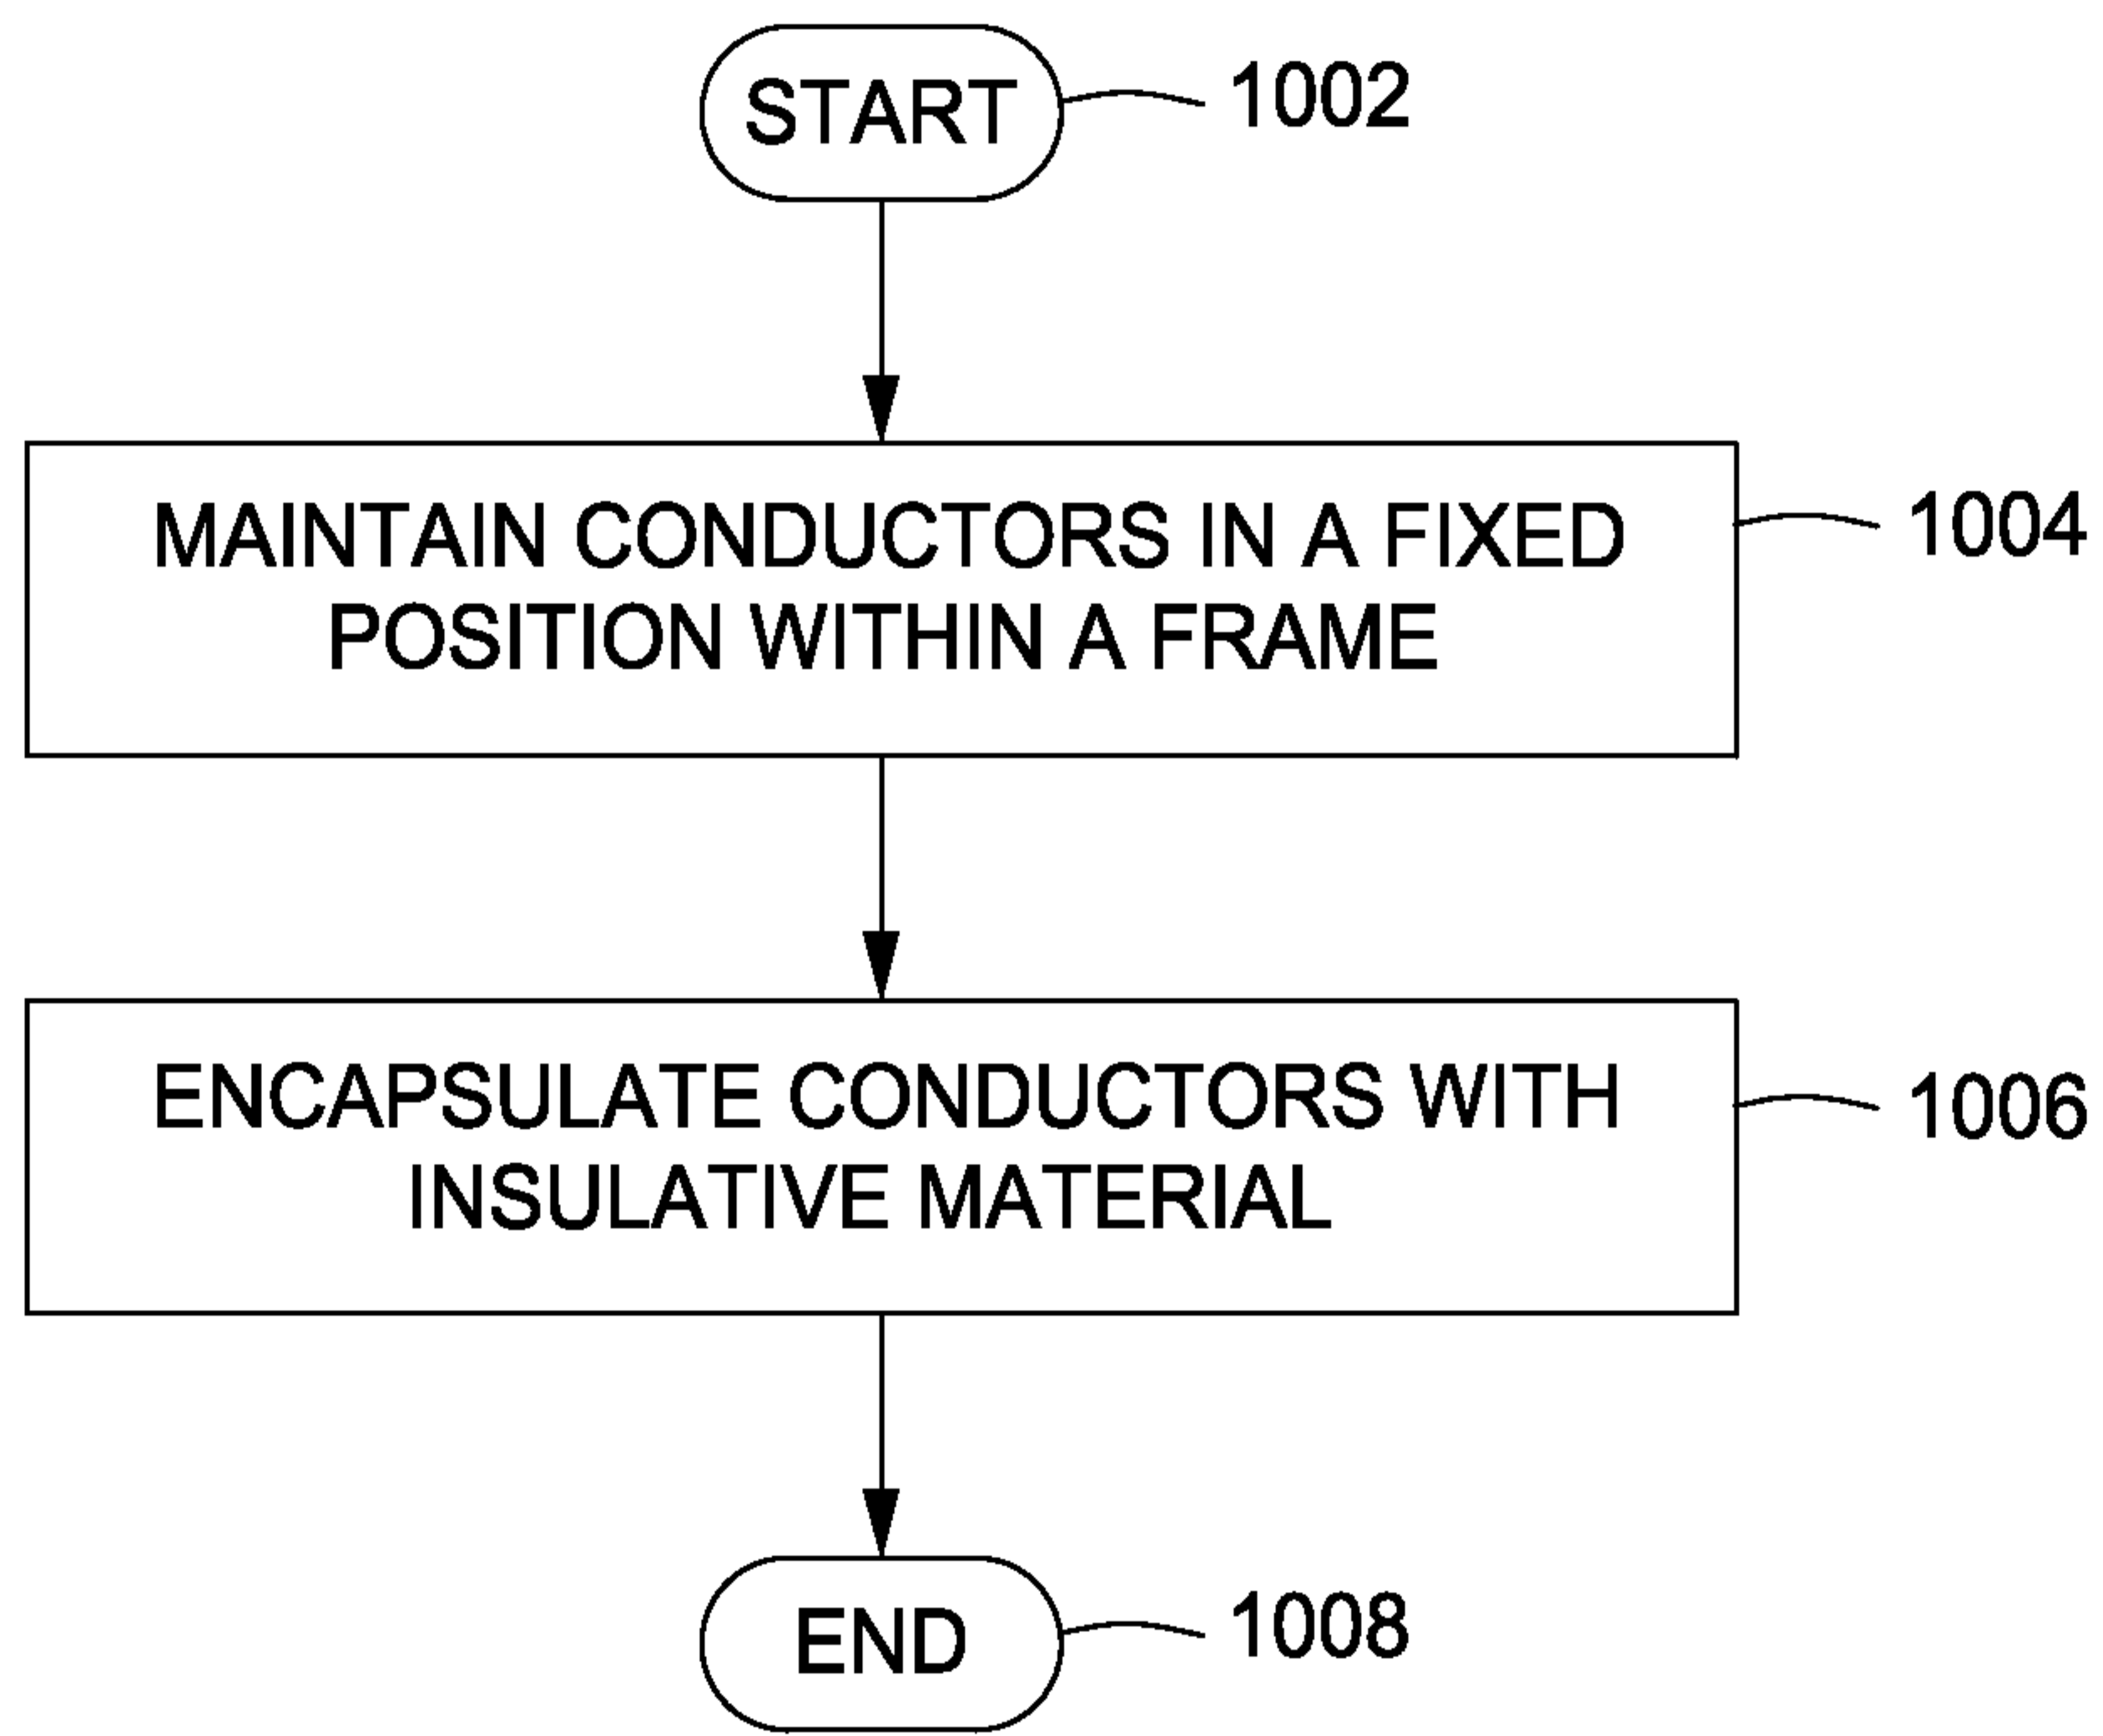 START
1002
MAINTAIN CONDUCTORS IN A FIXED
POSITION WITHIN A FRAME
1004
ENCAPSULATE CONDUCTORS WITH
INSULATIVE MATERIAL
1006
END
1008